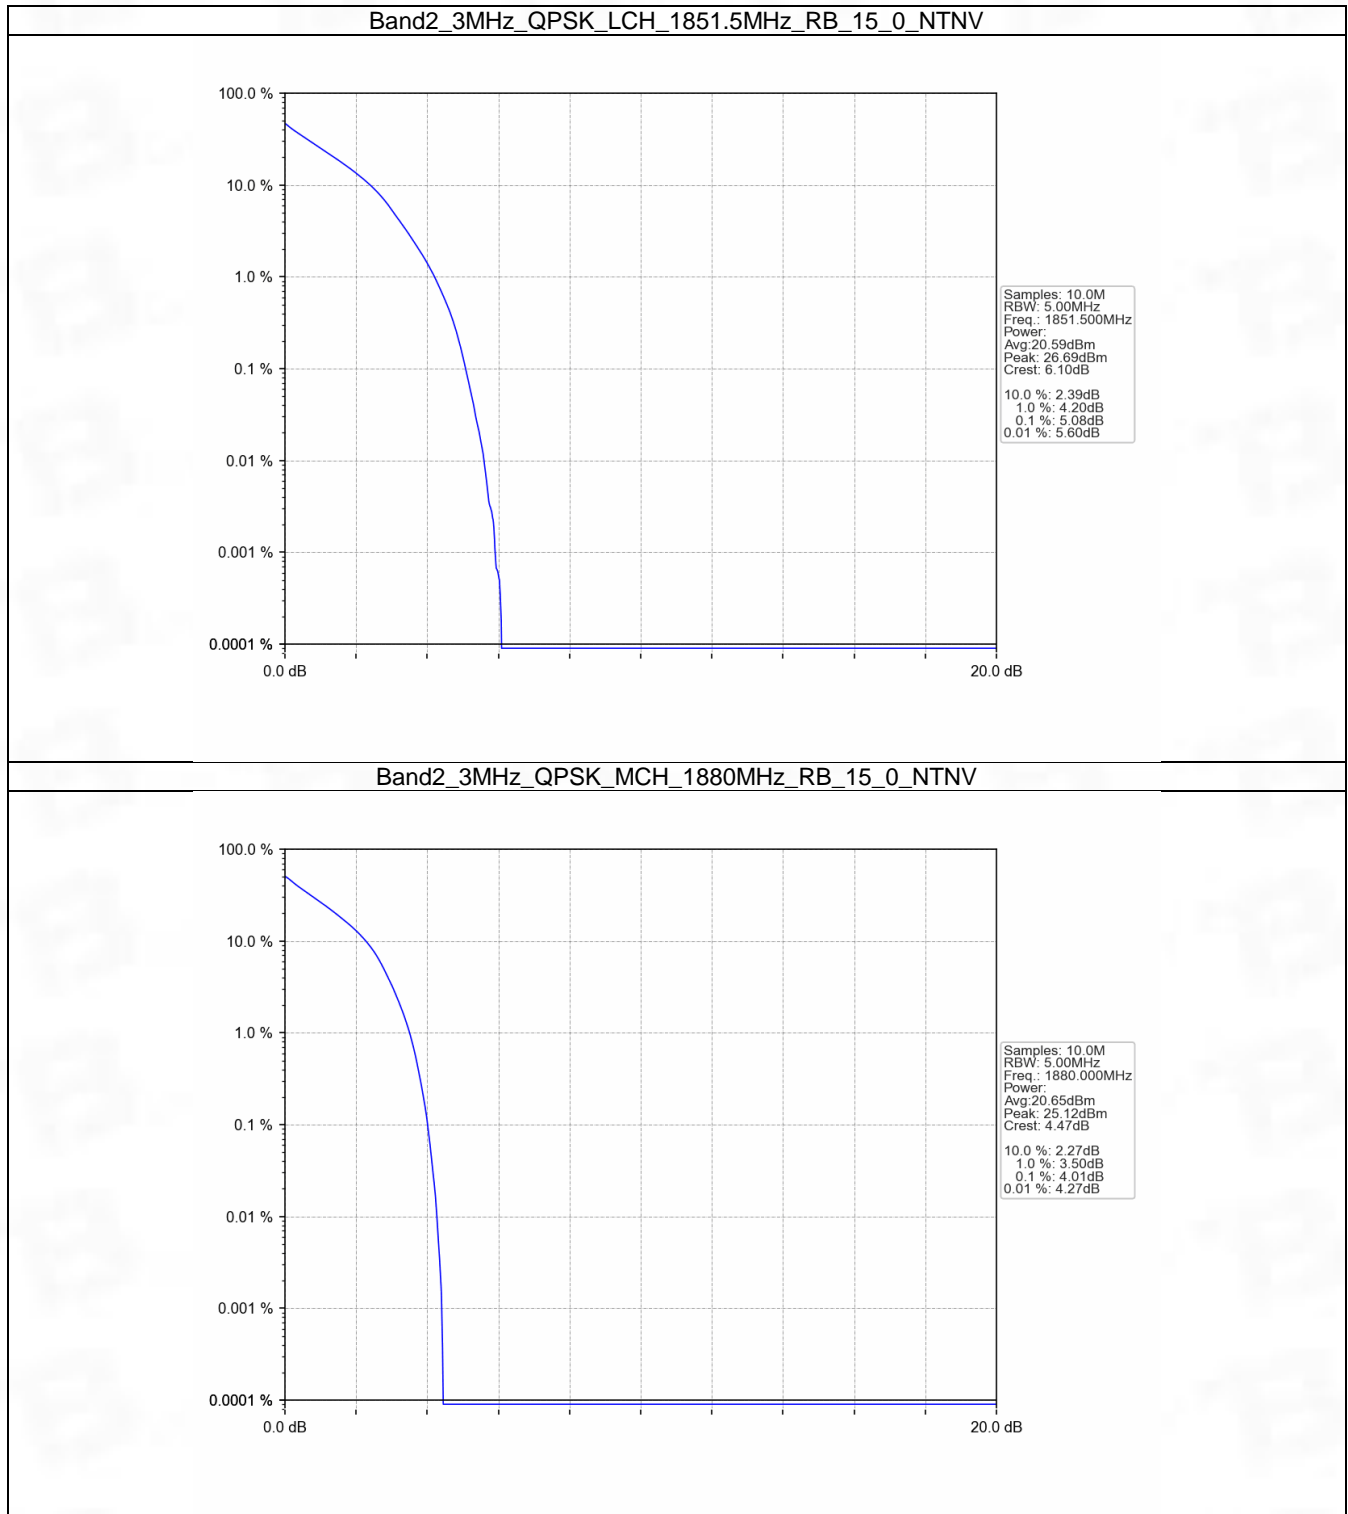 Band2_3MHz_QPSK_LCH_1851.5MHz_RB_15_0_NTNV
100.0 %
10.0 %
1.0 %
0.1 %
0.01 %
0.001 %
0.0001 %
0.0 dB
20.0 dB
Samples: 10.0M
RBW: 5.00MHz
Freq.: 1851.500MHz
Power:
Avg:20.59dBm
Peak: 26.69dBm
Crest: 6.10dB
10.0 %: 2.39dB
1.0 %: 4.20dB
0.1 %: 5.08dB
0.01 %: 5.60dB
Band2_3MHz_QPSK_MCH_1880MHz_RB_15_0_NTNV
100.0 %
10.0 %
1.0 %
0.1 %
0.01 %
0.001 %
0.0001 %
0.0 dB
20.0 dB
Samples: 10.0M
RBW: 5.00MHz
Freq.: 1880.000MHz
Power:
Avg:20.65dBm
Peak: 25.12dBm
Crest: 4.47dB
10.0 %: 2.27dB
1.0 %: 3.50dB
0.1 %: 4.01dB
0.01 %: 4.27dB